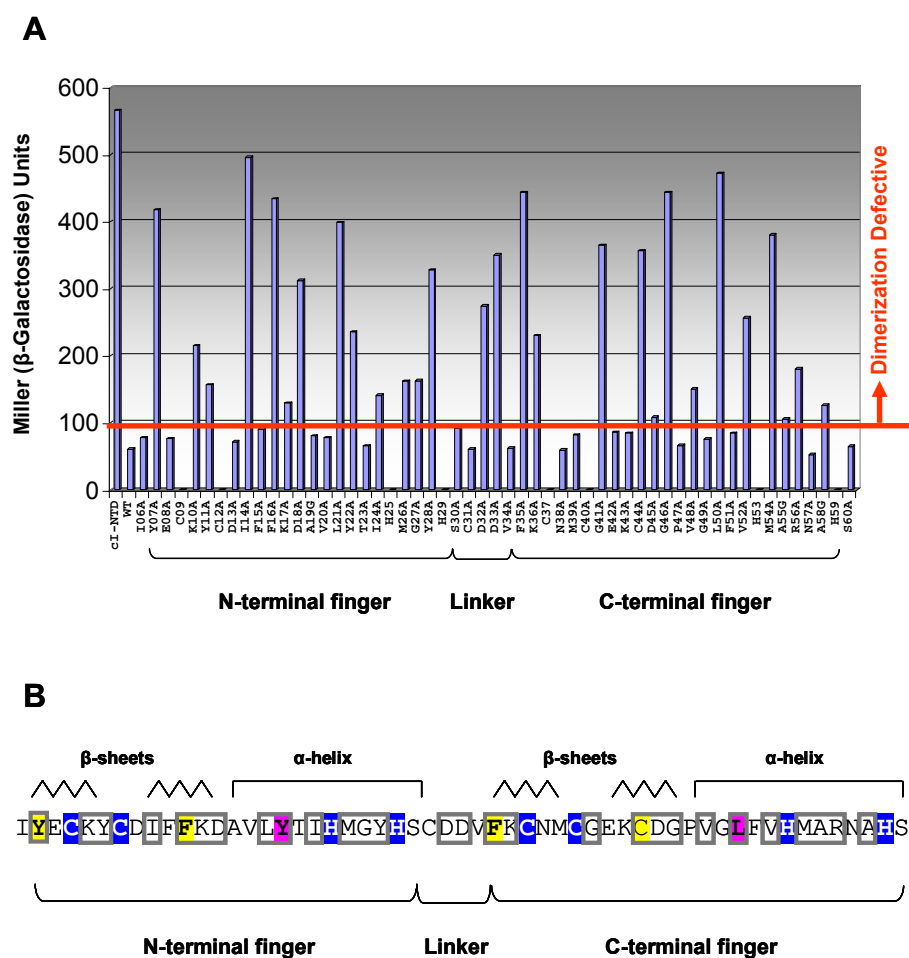 A
Miller (β-Galactosidase) Units
600
500
400
300
200
100
0
Dimerization Defective
cI-NTD
WT
I06A
Y07A
E08A
C09
K10A
Y11A
C12A
D13A
I14A
F15A
F16A
K17A
D18A
A19G
V20A
L21A
Y22A
T23A
I24A
H25
M26A
G27A
Y28A
H29
S30A
C31A
D32A
D33A
V34A
F35A
K36A
C37
N38A
M39A
C40A
G41A
E42A
K43A
C44A
D45A
G46A
P47A
V48A
G49A
L50A
F51A
V52A
H53
M54A
A55G
R56A
N57A
A58G
H59
S60A
N-terminal finger Linker C-terminal finger
B
β-sheets α-helix β-sheets α-helix
IYECKYCDIFFKDAVLYTIHMGYHSCDDVFKCNMCGEKCDGPVGLFVHMARNAHS
N-terminal finger Linker C-terminal finger